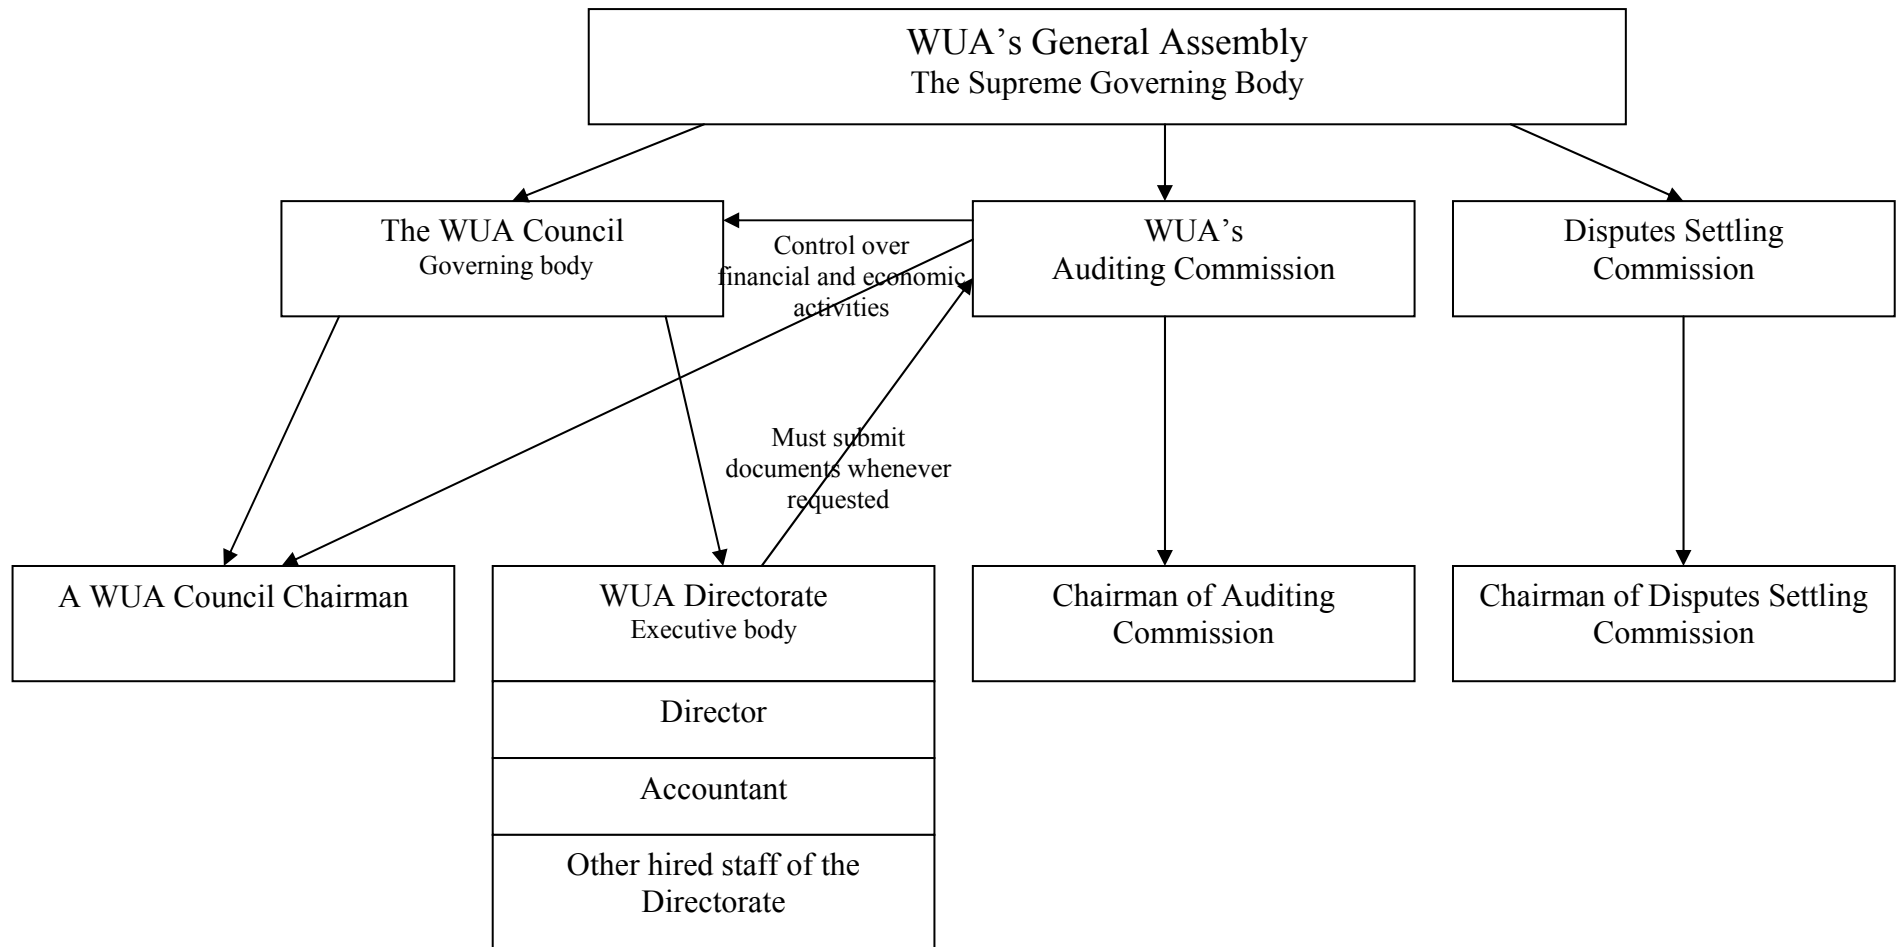 WUA’s General Assembly
The Supreme Governing Body
The WUA Council
Governing body
Control over
financial and economic
activities
WUA’s
Auditing Commission
Disputes Settling
Commission
Must submit
documents whenever
requested
A WUA Council Chairman
WUA Directorate
Executive body
Director
Accountant
Other hired staff of the
Directorate
Chairman of Auditing
Commission
Chairman of Disputes Settling
Commission